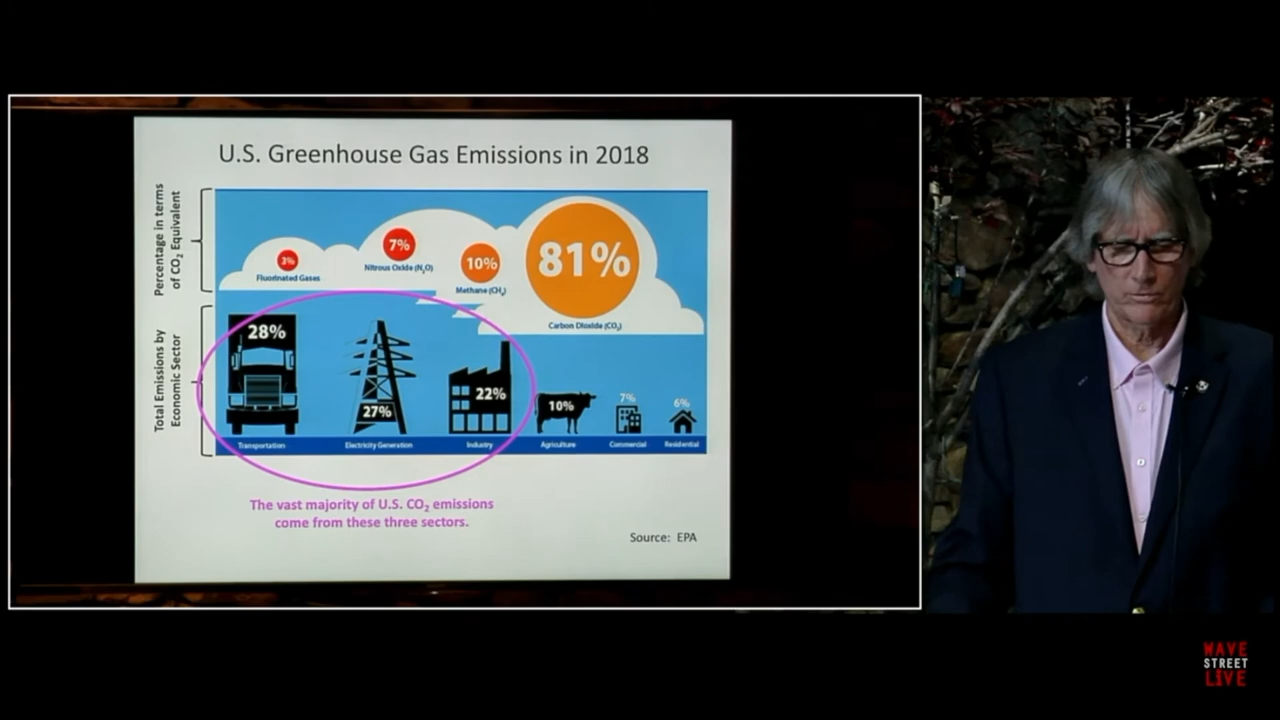 U.S. Greenhouse Gas Emissions in 2018
Percentage in terms
of CO₂ Equivalent
3%
Fluorinated Gases
7%
Nitrous Oxide (N₂O)
10%
Methane (CH₄)
81%
Carbon Dioxide (CO₂)
Total Emissions by
Economic Sector
28%
Transportation
27%
Electricity Generation
22%
Industry
10%
Agriculture
7%
Commercial
6%
Residential
The vast majority of U.S. CO₂ emissions
come from these three sectors.
Source: EPA
WAVE
STREET
LIVE